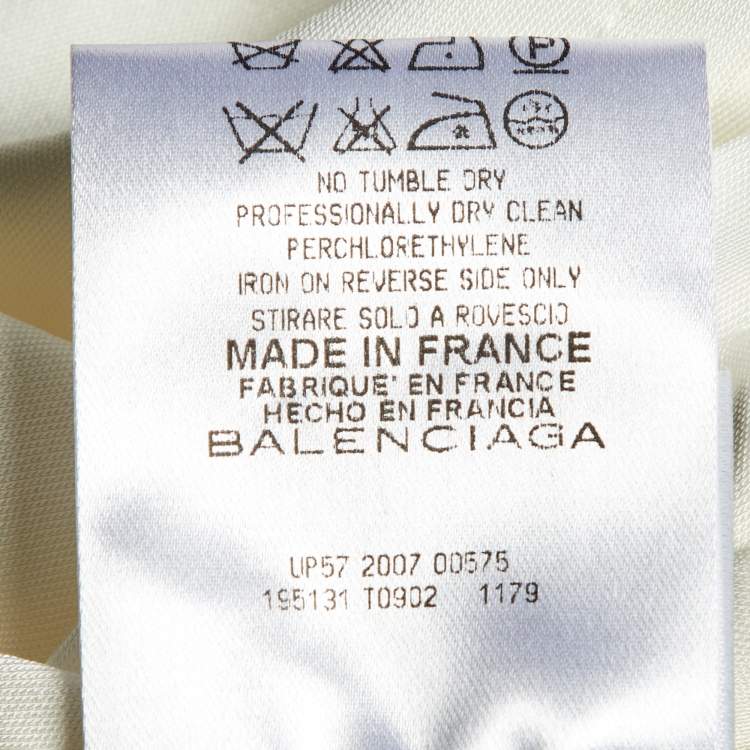 P
NO TUMBLE DRY
PROFESSIONALLY DRY CLEAN
PERCHLORETHYLENE
IRON ON REVERSE SIDE ONLY
STIRARE SOLO A ROVESCIO
MADE IN FRANCE
FABRIQUE' EN FRANCE
HECHO EN FRANCIA
BALENCIAGA
UP57 2007 00575
195131 T0902 1179